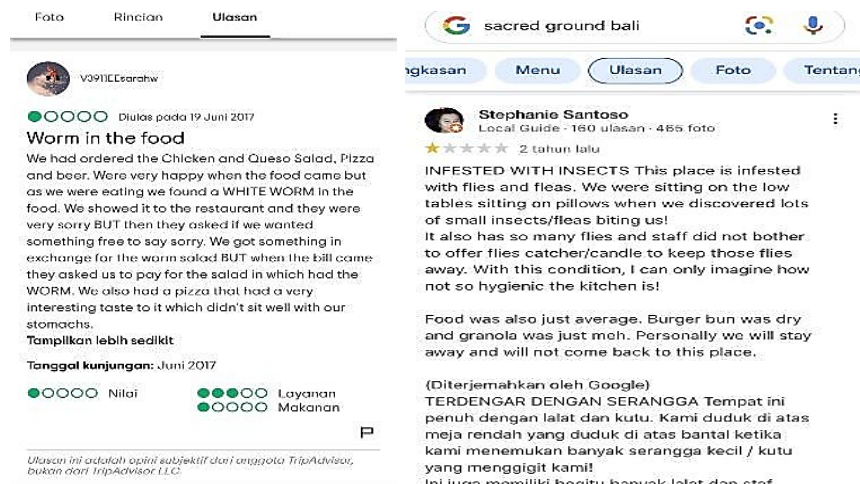 Foto Rincian Ulasan
V3911EEsarahw
Diulas pada 19 Juni 2017
Worm in the food
We had ordered the Chicken and Queso Salad, Pizza
and beer. Were very happy when the food came but
as we were eating we found a WHITE WORM in the
food. We showed it to the restaurant and they were
very sorry BUT then they asked if we wanted
something free to say sorry. We got something in
exchange for the worm salad BUT when the bill came
they asked us to pay for the salad in which had the
WORM. We also had a pizza that had a very
interesting taste to it which didn't sit well with our
stomachs.
Tampilkan lebih sedikit
Tanggal kunjungan: Juni 2017
Nilai Layanan
Makanan
Ulasan ini adalah opini subjektif dari anggota TripAdvisor,
bukan dari TripAdvisor LLC.
sacred ground bali
ngkasan Menu Ulasan Foto Tentang
Stephanie Santoso
Local Guide · 160 ulasan · 465 foto
2 tahun lalu
INFESTED WITH INSECTS This place is infested
with flies and fleas. We were sitting on the low
tables sitting on pillows when we discovered lots
of small insects/fleas biting us!
It also has so many flies and staff did not bother
to offer flies catcher/candle to keep those flies
away. With this condition, I can only imagine how
not so hygienic the kitchen is!
Food was also just average. Burger bun was dry
and granola was just meh. Personally we will stay
away and will not come back to this place.
(Diterjemahkan oleh Google)
TERDENGAR DENGAN SERANGGA Tempat ini
penuh dengan lalat dan kutu. Kami duduk di atas
meja rendah yang duduk di atas bantal ketika
kami menemukan banyak serangga kecil / kutu
yang menggigit kami!
Ini juga memiliki begitu banyak lalat dan staf